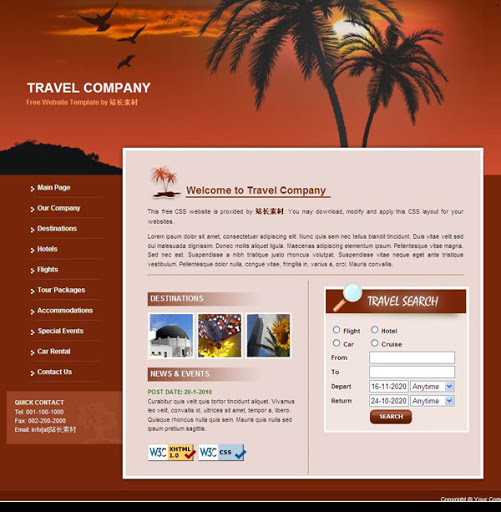 TRAVEL COMPANY
Free Website Template by 站长素材
Main Page
Our Company
Destinations
Hotels
Flights
Tour Packages
Accommodations
Special Events
Car Rental
Contact Us
QUICK CONTACT
Tel: 001-100-1000
Fax: 002-200-2000
Email: info[at]站长素材
Welcome to Travel Company
This free CSS website is provided by 站长素材. You may download, modify and apply this CSS layout for your
websites.
Lorem ipsum dolor sit amet, consectetuer adipiscing elit. Nunc quis sem nec tellus blandit tincidunt. Duis vitae velit sed
dui malesuada dignissim. Donec mollis aliquet ligula. Maecenas adipiscing elementum ipsum. Pellentesque vitae magna.
Sed nec est. Suspendisse a nibh tristique justo rhoncus volutpat. Suspendisse vitae neque eget ante tristique
vestibulum. Pellentesque dolor nulla, congue vitae, fringilla in, varius a, orci. Mauris convallis.
DESTINATIONS
NEWS & EVENTS
POST DATE: 20-1-2010
Curabitur quis velit quis tortor tincidunt aliquet. Vivamus
leo velit, convallis id, ultrices sit amet, tempor a, libero.
Quisque rhoncus nulla quis sem. Mauris quis nulla sed
ipsum pretium sagittis.
W3C XHTML 1.0
W3C CSS
TRAVEL SEARCH
Flight Hotel
Car Cruise
From
To
Depart 16-11-2020 Anytime
Return 24-10-2020 Anytime
SEARCH
Copyright © Your Com